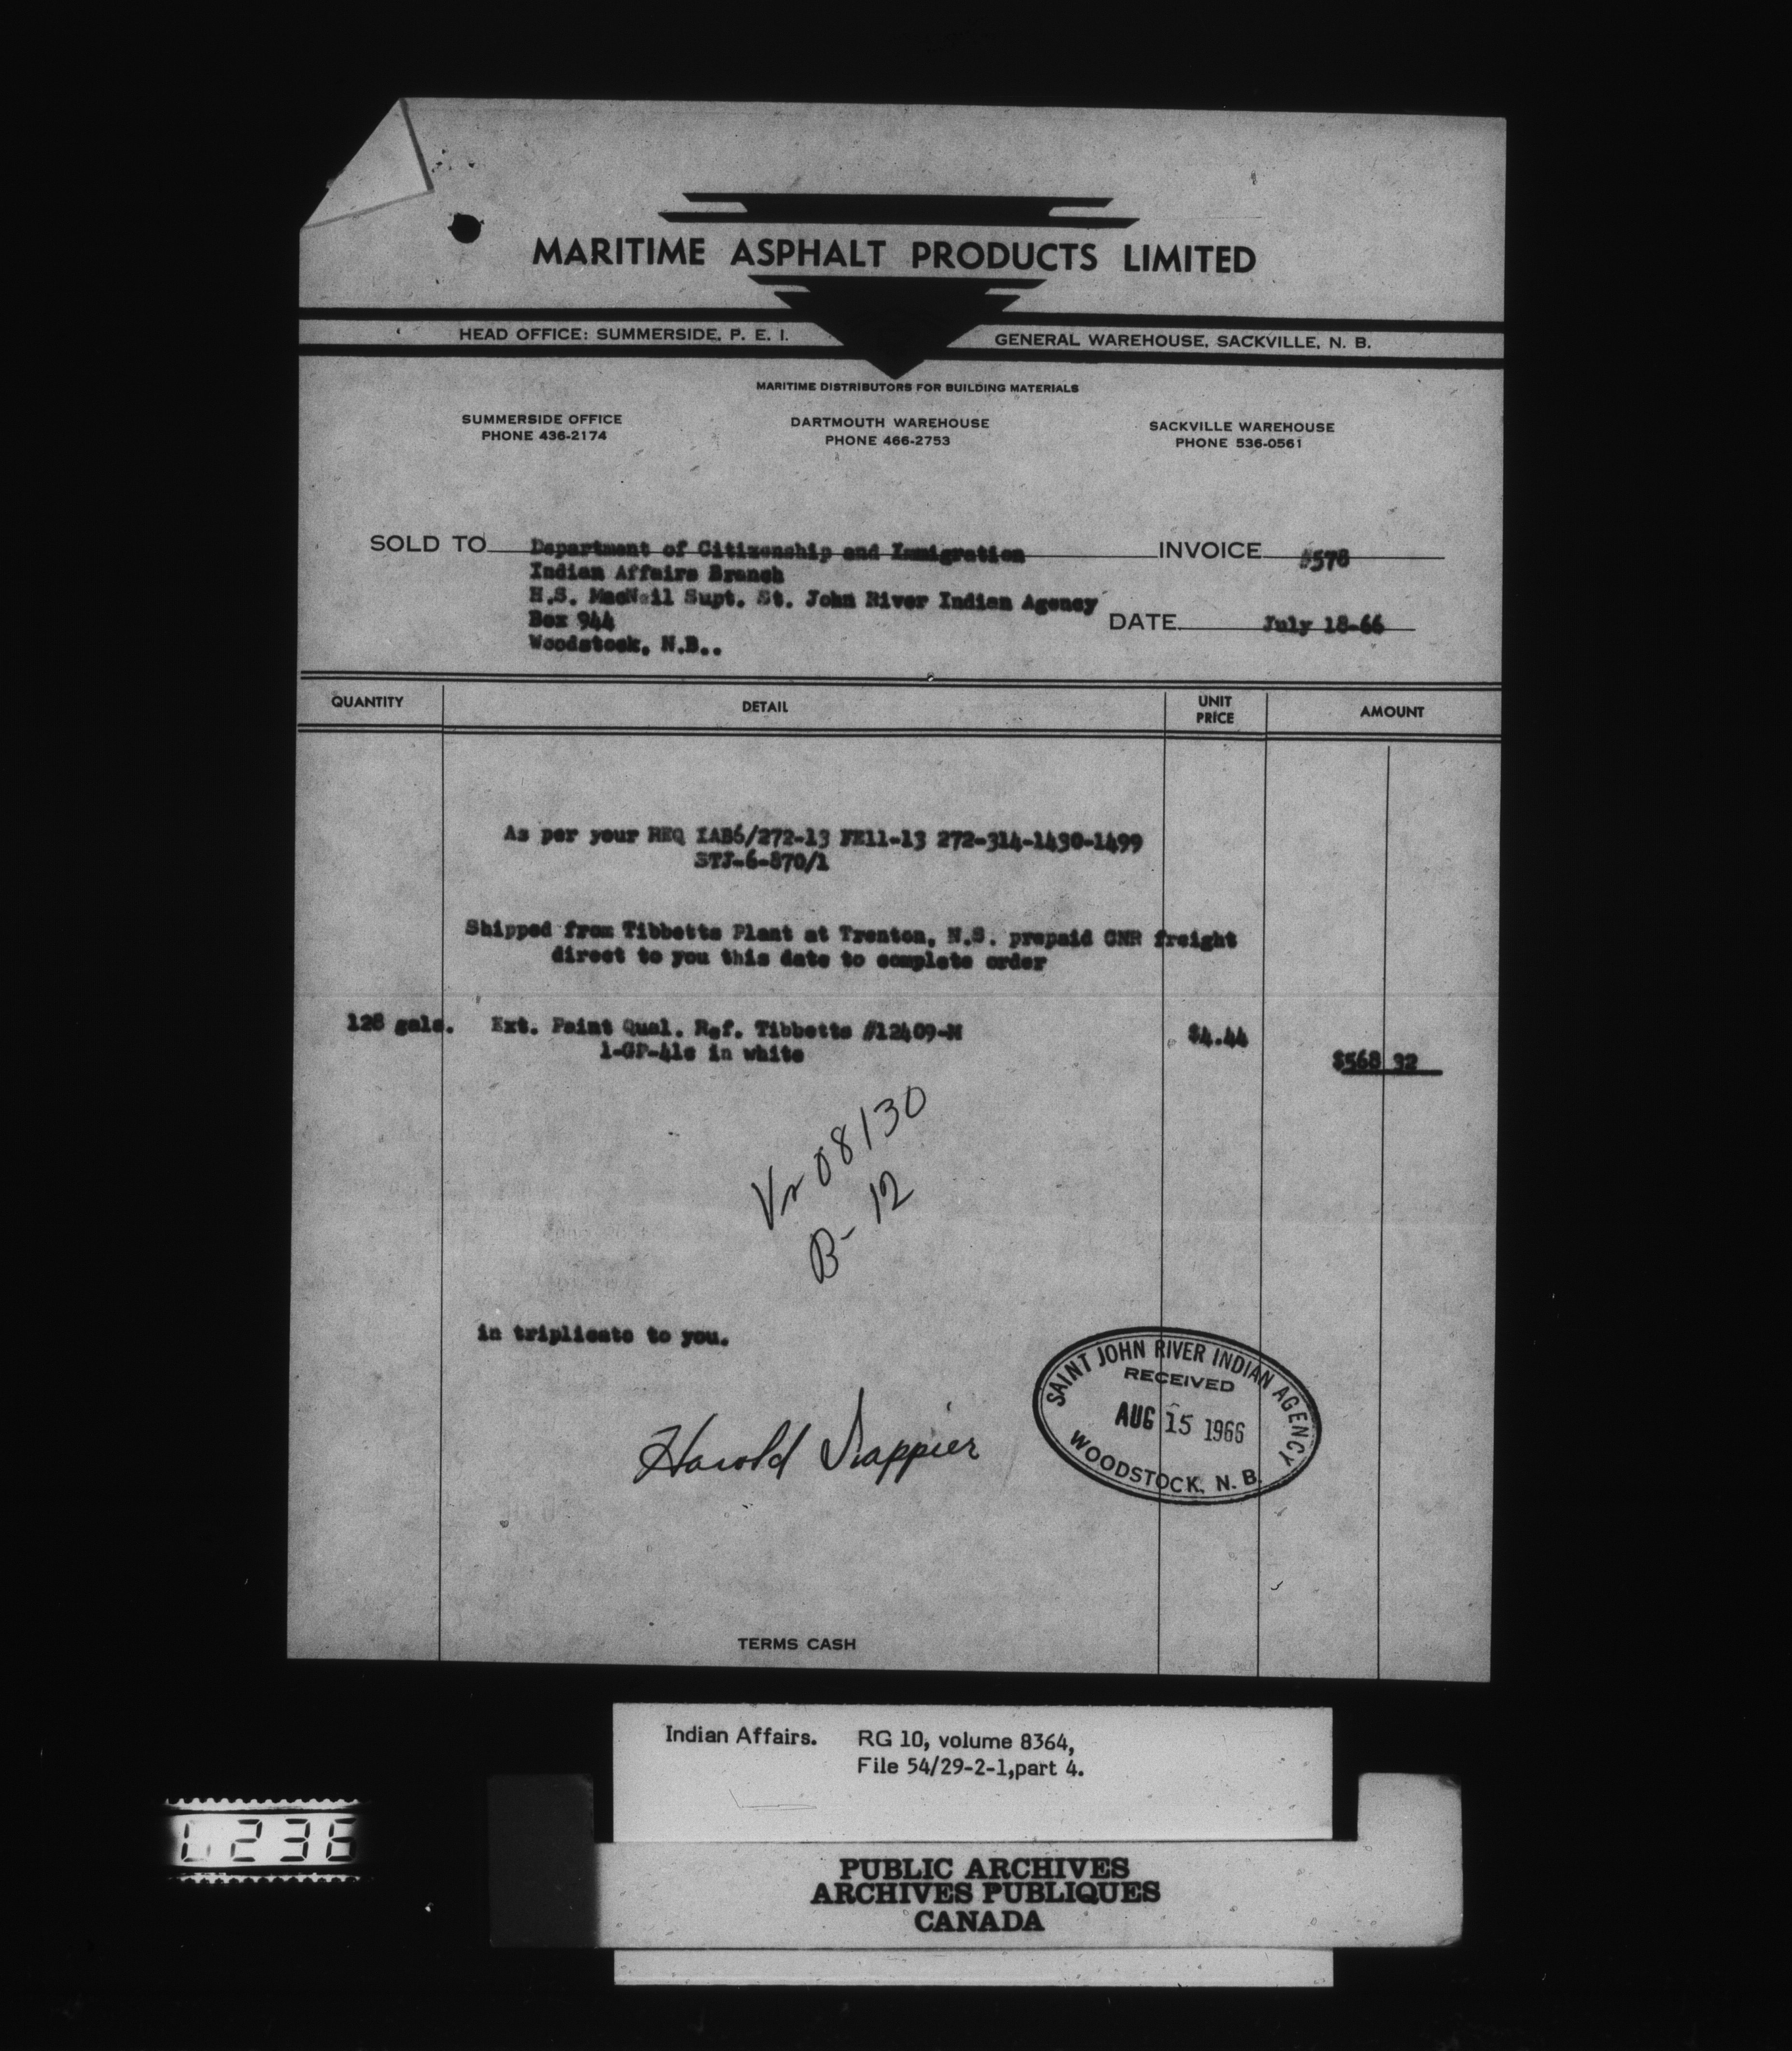 MARITIME ASPHALT PRODUCTS LIMITED
HEAD OFFICE: SUMMERSIDE, P. E. I.
GENERAL WAREHOUSE, SACKVILLE, N. B.
MARITIME DISTRIBUTORS FOR BUILDING MATERIALS
SUMMERSIDE OFFICE
PHONE 436-2174
DARTMOUTH WAREHOUSE
PHONE 466-2753
SACKVILLE WAREHOUSE
PHONE 536-0561
SOLD TO Department of Citizenship and Immigration
Indian Affairs Branch
H.S. MacNeil Supt. St. John River Indian Agency
Box 944
Woodstock, N.B..
INVOICE #578
DATE July 18-66
QUANTITY DETAIL UNIT PRICE AMOUNT
As per your REQ IAB6/272-13 FE11-13 272-314-1430-1499
STJ-6-870/1
Shipped from Tibbetts Plant at Trenton, N.S. prepaid CNR freight
direct to you this date to complete order
128 gals. Ext. Paint Qual. Ref. Tibbetts #12409-M $4.44
1-GP-41c in white $568 32
Vr 08130
B- 12
in triplicate to you.
Harold
SAINT JOHN RIVER INDIAN AGENCY
RECEIVED
AUG 15 1966
WOODSTOCK, N. B.
TERMS CASH
Indian Affairs. RG 10, volume 8364,
File 54/29-2-1,part 4.
236
PUBLIC ARCHIVES
ARCHIVES PUBLIQUES
CANADA